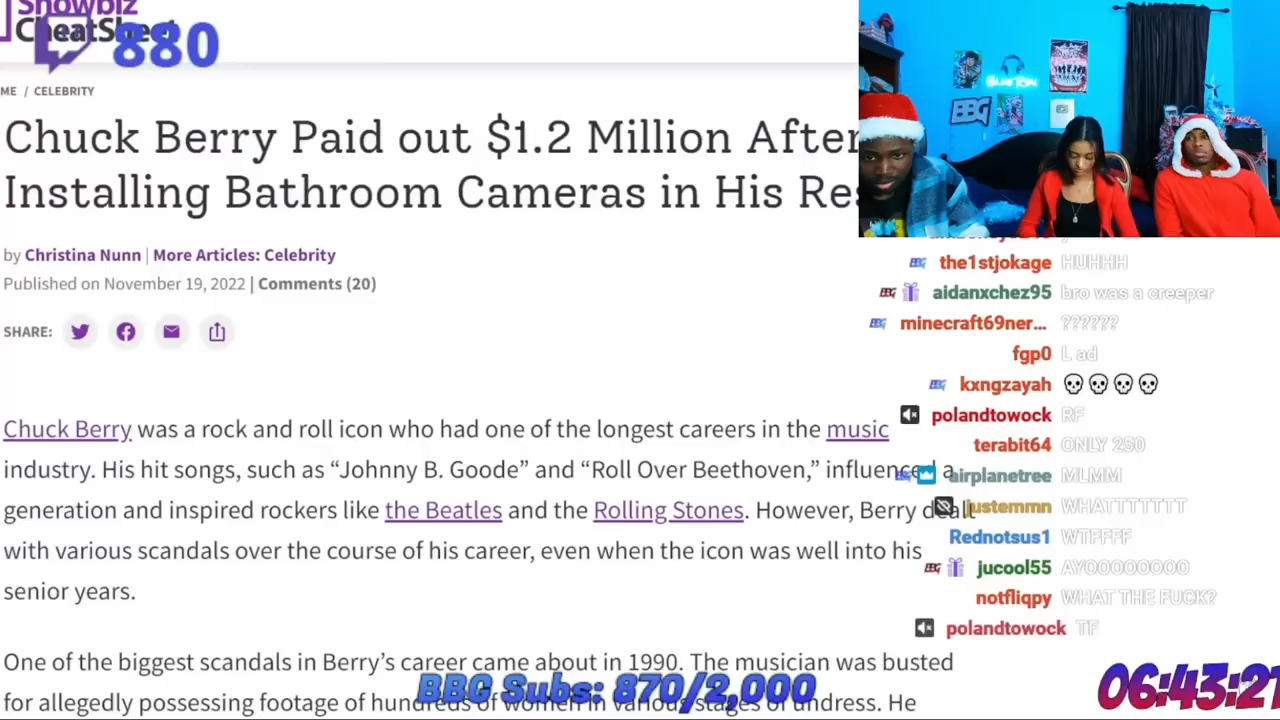 Showbiz
CheatSheet
880
ME / CELEBRITY
Chuck Berry Paid out $1.2 Million After
Installing Bathroom Cameras in His Res
by Christina Nunn | More Articles: Celebrity
Published on November 19, 2022 | Comments (20)
SHARE:
Chuck Berry was a rock and roll icon who had one of the longest careers in the music
industry. His hit songs, such as “Johnny B. Goode” and “Roll Over Beethoven,” influenced a
generation and inspired rockers like the Beatles and the Rolling Stones. However, Berry dealt
with various scandals over the course of his career, even when the icon was well into his
senior years.
One of the biggest scandals in Berry’s career came about in 1990. The musician was busted
for allegedly possessing footage of hundreds of women in various stages of undress. He
BBG Subs: 870/2,000
BBG
the1stjokage HUHHH
aidanxchez95 bro was a creeper
minecraft69ner... ??????
fgp0 L ad
kxngzayah 💀💀💀💀
polandtowock RF
terabit64 ONLY 250
airplanetree MLMM
justemmn WHATTTTTTT
Rednotsus1 WTFFFF
jucool55 AYOOOOOOOO
notfliqpy WHAT THE FUCK?
polandtowock TF
06:43:21